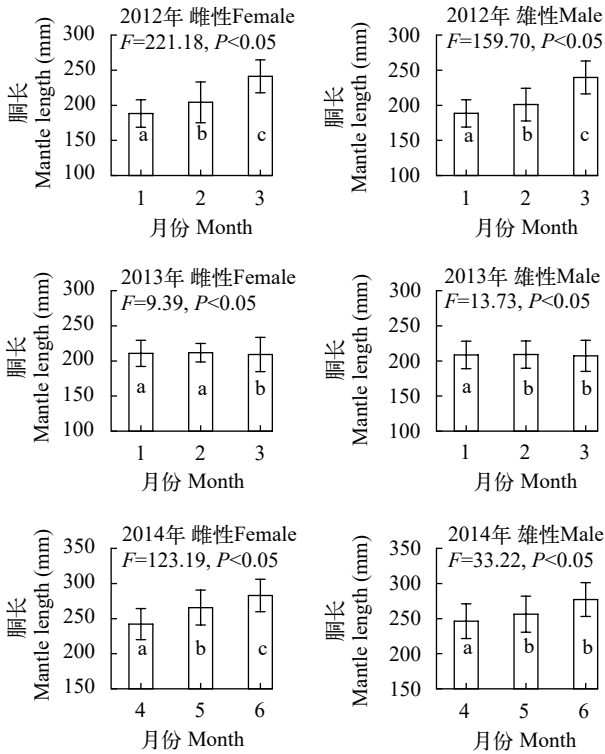 2012年 雌性Female
F=221.18, P<0.05
胴长
Mantle length (mm)
300
250
200
150
100
a
b
c
1
2
3
月份 Month
2012年 雄性Male
F=159.70, P<0.05
胴长
Mantle length (mm)
300
250
200
150
100
a
b
c
1
2
3
月份 Month
2013年 雌性Female
F=9.39, P<0.05
胴长
Mantle length (mm)
300
250
200
150
100
a
a
b
1
2
3
月份 Month
2013年 雄性Male
F=13.73, P<0.05
胴长
Mantle length (mm)
300
250
200
150
100
a
b
b
1
2
3
月份 Month
2014年 雌性Female
F=123.19, P<0.05
胴长
Mantle length (mm)
350
300
250
200
150
a
b
c
4
5
6
月份 Month
2014年 雄性Male
F=33.22, P<0.05
胴长
Mantle length (mm)
350
300
250
200
150
a
b
b
4
5
6
月份 Month